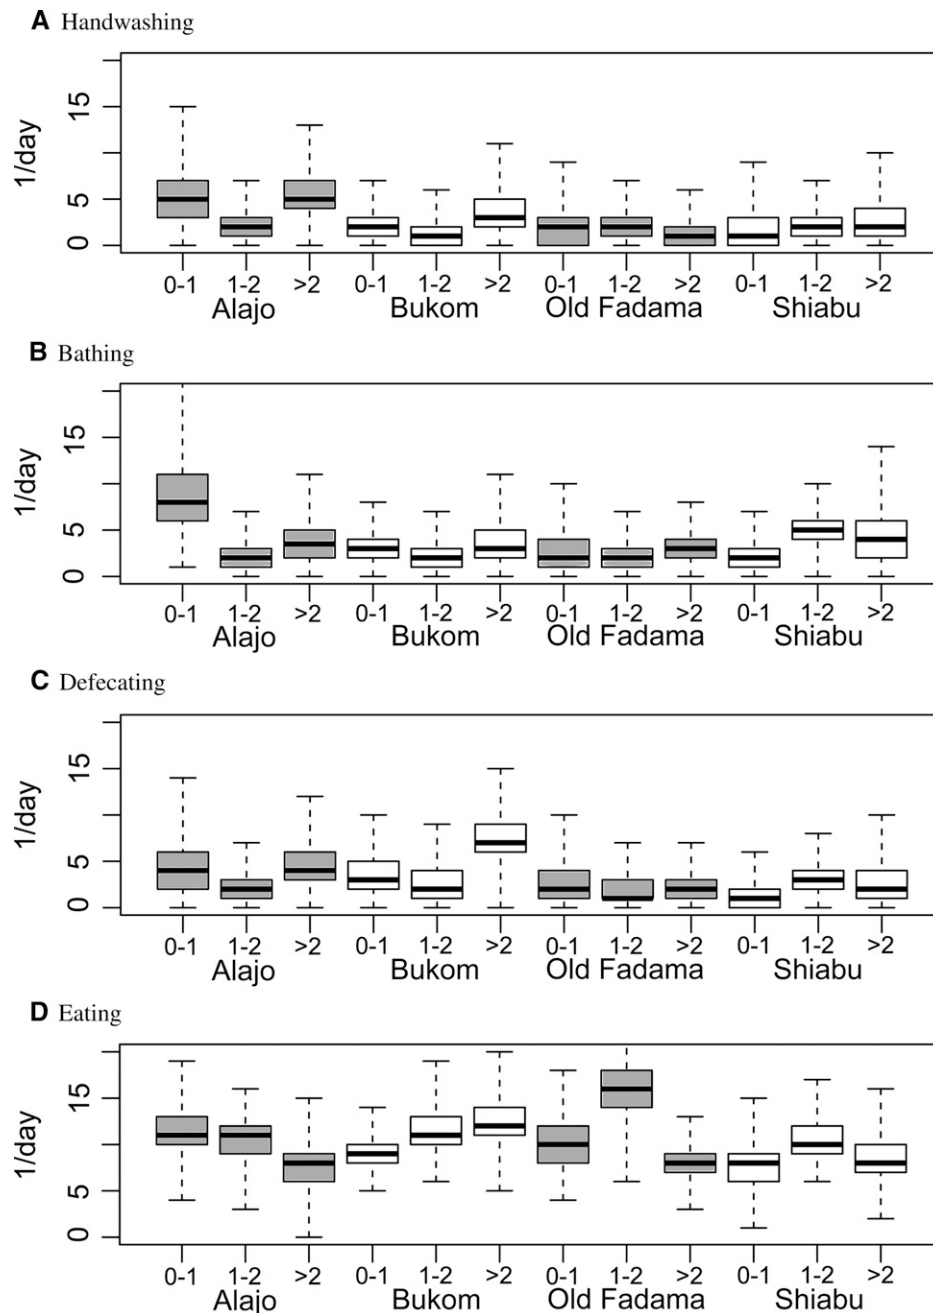 A Handwashing
15
5
0
1/day
0-1 1-2 >2 0-1 1-2 >2 0-1 1-2 >2 0-1 1-2 >2
Alajo Bukom Old Fadama Shiabu
B Bathing
15
5
0
1/day
0-1 1-2 >2 0-1 1-2 >2 0-1 1-2 >2 0-1 1-2 >2
Alajo Bukom Old Fadama Shiabu
C Defecating
15
5
0
1/day
0-1 1-2 >2 0-1 1-2 >2 0-1 1-2 >2 0-1 1-2 >2
Alajo Bukom Old Fadama Shiabu
D Eating
15
5
0
1/day
0-1 1-2 >2 0-1 1-2 >2 0-1 1-2 >2 0-1 1-2 >2
Alajo Bukom Old Fadama Shiabu